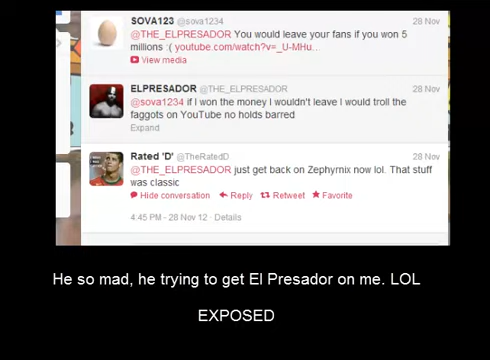 SOVA123 @sova1234 28 Nov
@THE_ELPRESADOR You would leave your fans if you won 5
millions :( youtube.com/watch?v=_U-MHu...
View media
ELPRESADOR @THE_ELPRESADOR 28 Nov
@sova1234 if I won the money I wouldn't leave I would troll the
faggots on YouTube no holds barred
Expand
Rated 'D' @TheRatedD 28 Nov
@THE_ELPRESADOR just get back on Zephyrnix now lol. That stuff
was classic
Hide conversation Reply Retweet Favorite
4:45 PM - 28 Nov 12 · Details
He so mad, he trying to get El Presador on me. LOL
EXPOSED